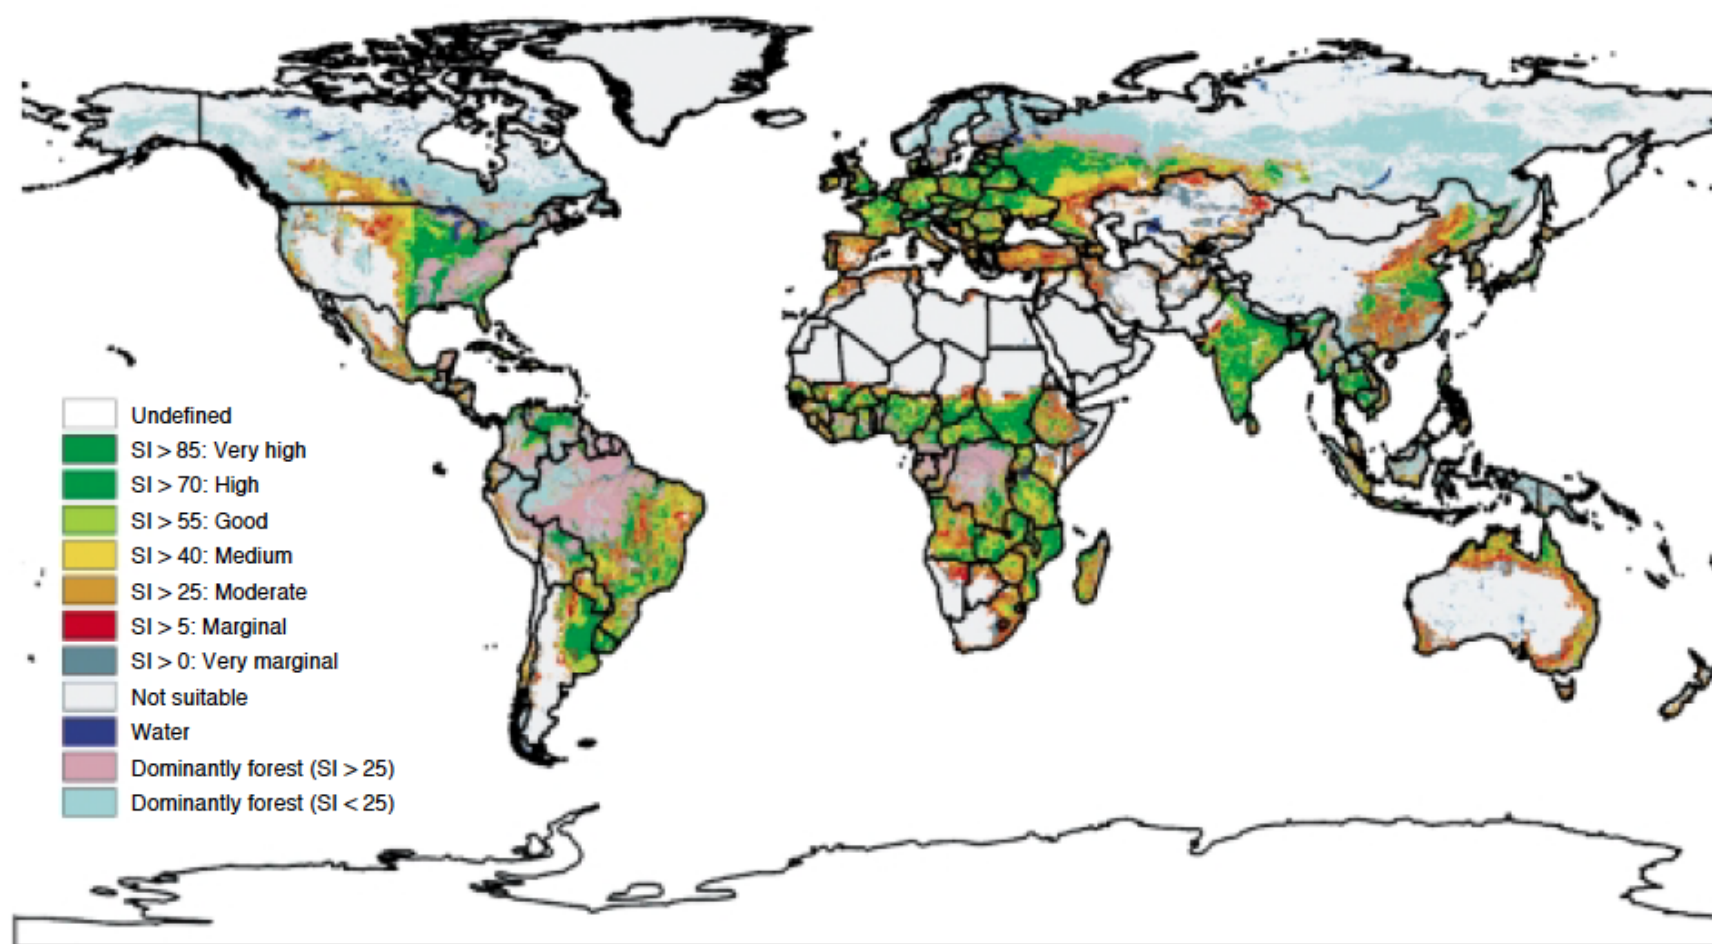 Undefined
SI > 85: Very high
SI > 70: High
SI > 55: Good
SI > 40: Medium
SI > 25: Moderate
SI > 5: Marginal
SI > 0: Very marginal
Not suitable
Water
Dominantly forest (SI > 25)
Dominantly forest (SI < 25)